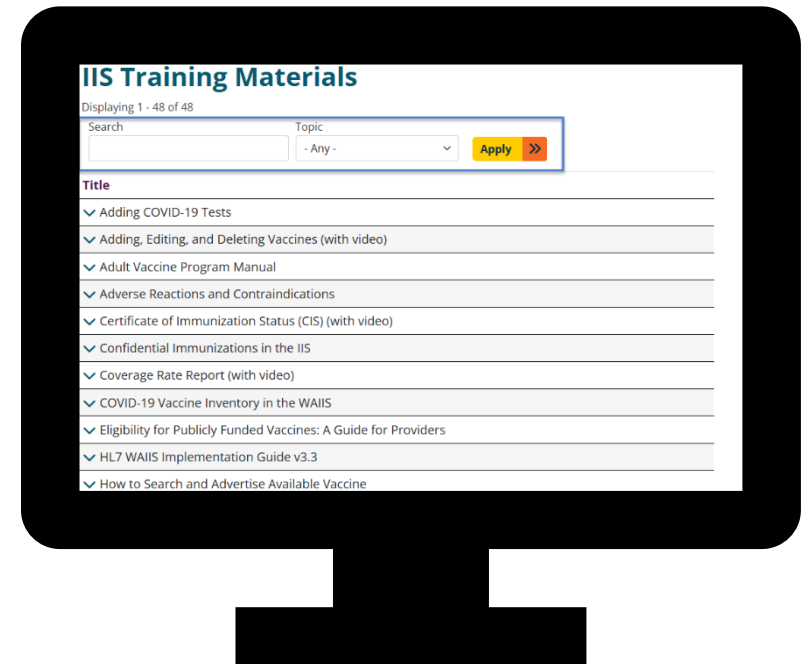 IIS Training Materials
Displaying 1 - 48 of 48
Search Topic
- Any - Apply
Title
Adding COVID-19 Tests
Adding, Editing, and Deleting Vaccines (with video)
Adult Vaccine Program Manual
Adverse Reactions and Contraindications
Certificate of Immunization Status (CIS) (with video)
Confidential Immunizations in the IIS
Coverage Rate Report (with video)
COVID-19 Vaccine Inventory in the WAIIS
Eligibility for Publicly Funded Vaccines: A Guide for Providers
HL7 WAIIS Implementation Guide v3.3
How to Search and Advertise Available Vaccine